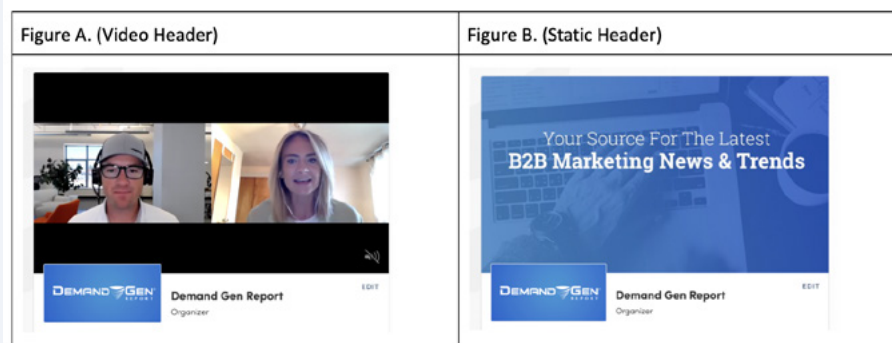 Figure A. (Video Header)
Figure B. (Static Header)
Your Source For The Latest
B2B Marketing News & Trends
DEMAND GEN
REPORT
Demand Gen Report
Organizer
EDIT
DEMAND GEN
REPORT
Demand Gen Report
Organizer
EDIT